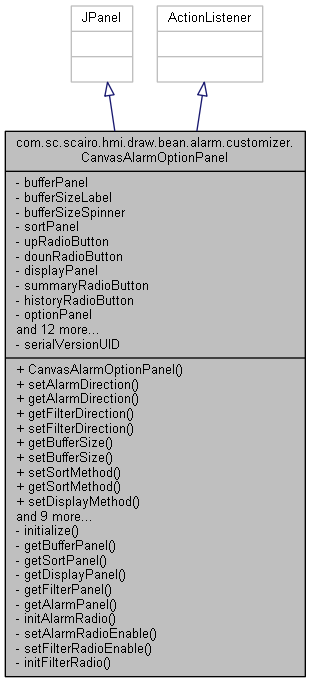 JPanel
ActionListener
com.sc.scairo.hmi.draw.bean.alarm.customizer.
CanvasAlarmOptionPanel
- bufferPanel
- bufferSizeLabel
- bufferSizeSpinner
- sortPanel
- upRadioButton
- dounRadioButton
- displayPanel
- summaryRadioButton
- historyRadioButton
- optionPanel
and 12 more...
- serialVersionUID
+ CanvasAlarmOptionPanel()
+ setAlarmDirection()
+ getAlarmDirection()
+ getFilterDirection()
+ setFilterDirection()
+ getBufferSize()
+ setBufferSize()
+ setSortMethod()
+ getSortMethod()
+ setDisplayMethod()
and 9 more...
- initialize()
- getBufferPanel()
- getSortPanel()
- getDisplayPanel()
- getFilterPanel()
- getAlarmPanel()
- initAlarmRadio()
- setAlarmRadioEnable()
- setFilterRadioEnable()
- initFilterRadio()